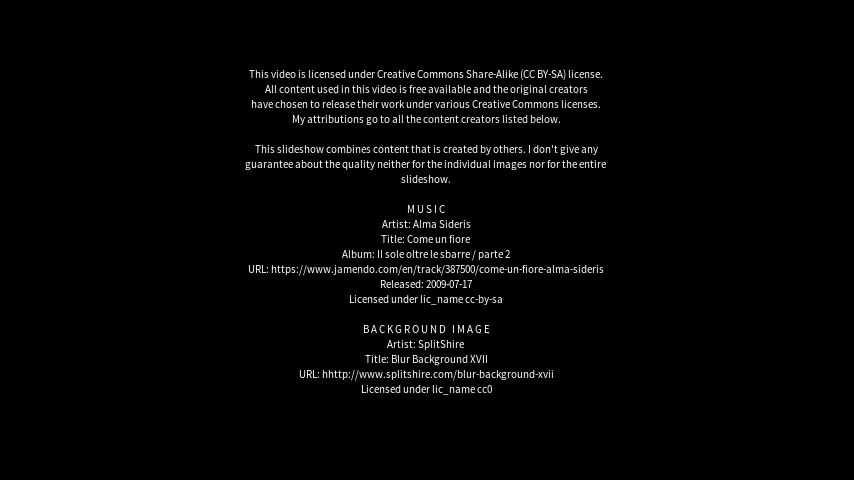 This video is licensed under Creative Commons Share-Alike (CC BY-SA) license.
All content used in this video is free available and the original creators
have chosen to release their work under various Creative Commons licenses.
My attributions go to all the content creators listed below.
This slideshow combines content that is created by others. I don't give any
guarantee about the quality neither for the individual images nor for the entire
slideshow.
MUSIC
Artist: Alma Sideris
Title: Come un fiore
Album: Il sole oltre le sbarre / parte 2
URL: https://www.jamendo.com/en/track/387500/come-un-fiore-alma-sideris
Released: 2009-07-17
Licensed under lic_name cc-by-sa
BACKGROUND IMAGE
Artist: SplitShire
Title: Blur Background XVII
URL: hhttp://www.splitshire.com/blur-background-xvii
Licensed under lic_name cc0